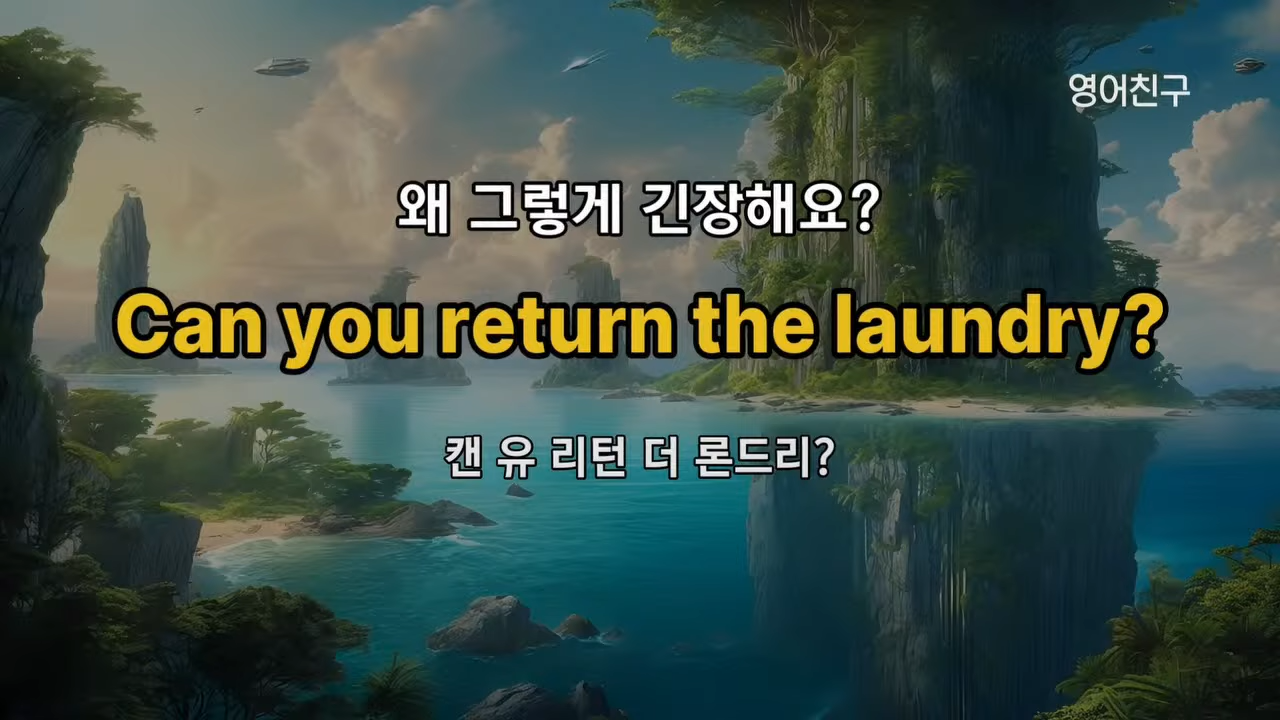 영어친구
왜 그렇게 긴장해요?
Can you return the laundry?
캔 유 리턴 더 론드리?